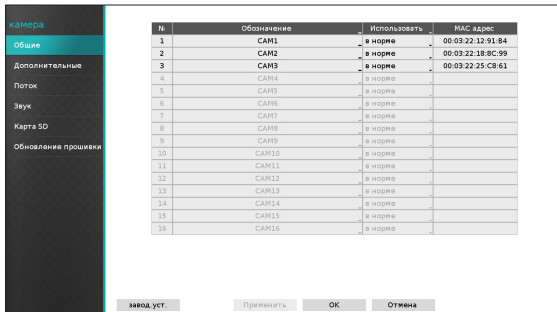 камера
Общие
Дополнительные
Поток
Звук
Карта SD
Обновление прошивки
№ Обозначение Использовать MAC адрес
1 CAM1 в норме 00:03:22:12:91:B4
2 CAM2 в норме 00:03:22:18:8C:99
3 CAM3 в норме 00:03:22:25:C8:61
4 CAM4 в норме
5 CAM5 в норме
6 CAM6 в норме
7 CAM7 в норме
8 CAM8 в норме
9 CAM9 в норме
10 CAM10 в норме
11 CAM11 в норме
12 CAM12 в норме
13 CAM13 в норме
14 CAM14 в норме
15 CAM15 в норме
16 CAM16 в норме
завод.уст. Применить OK Отмена